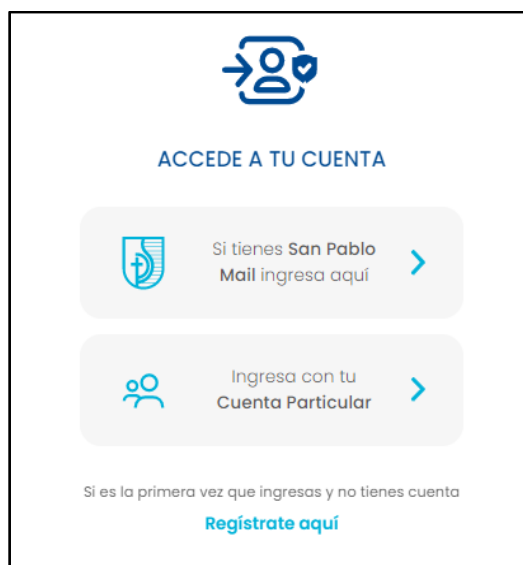 ACCEDE A TU CUENTA
Si tienes San Pablo
Mail ingresa aquí
Ingresa con tu
Cuenta Particular
Si es la primera vez que ingresas y no tienes cuenta
Regístrate aquí